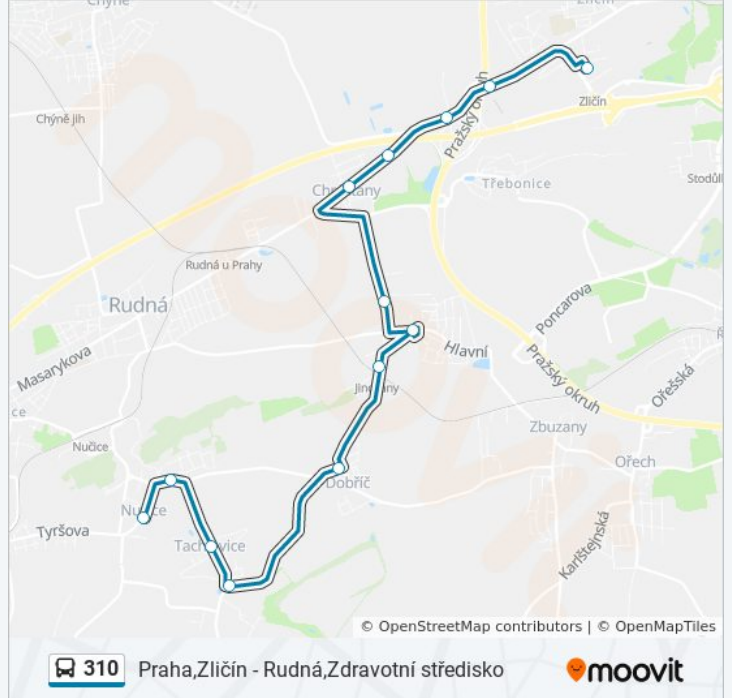 Chýně
Zličín
Chýně jih
Pražský okruh
Zličín
Stodůl
Třebonice
Chrášťany
Rudná u Prahy
Rudná
Poncarova
Masarykova
Hlavní
Pražský okruh
Jinočany
Ořešská
Zbuzany
Nučice
Ořech
Dobříč
Nučice
Tyršova
Tachlovice
Karlštejnská
© OpenStreetMap contributors | © OpenMapTiles
310 Praha,Zličín - Rudná,Zdravotní středisko
moovit